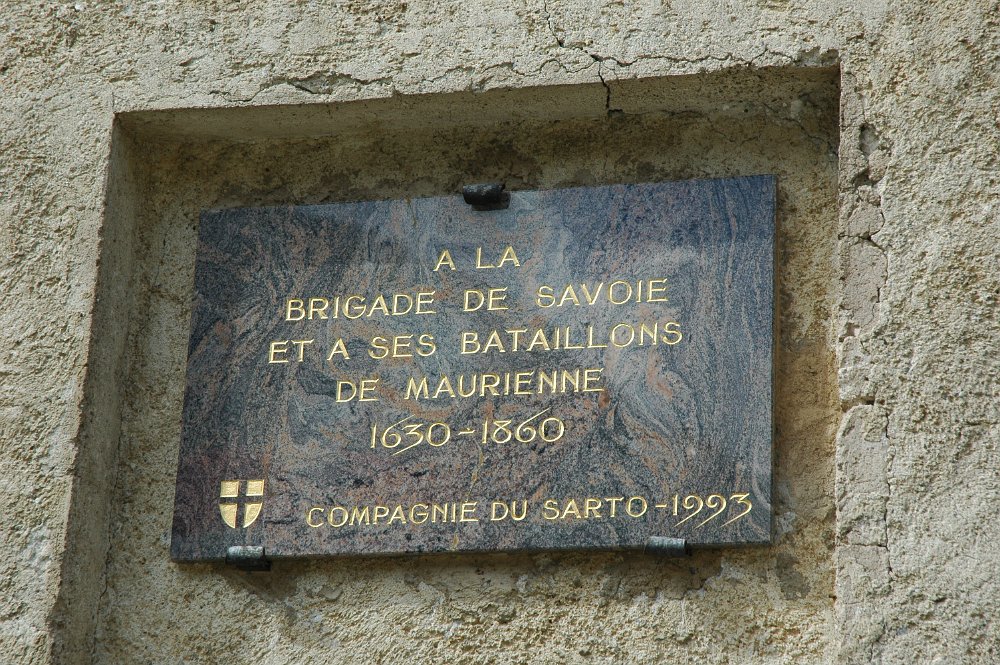 A LA
BRIGADE DE SAVOIE
ET A SES BATAILLONS
DE MAURIENNE
1630-1860
COMPAGNIE DU SARTO-1993